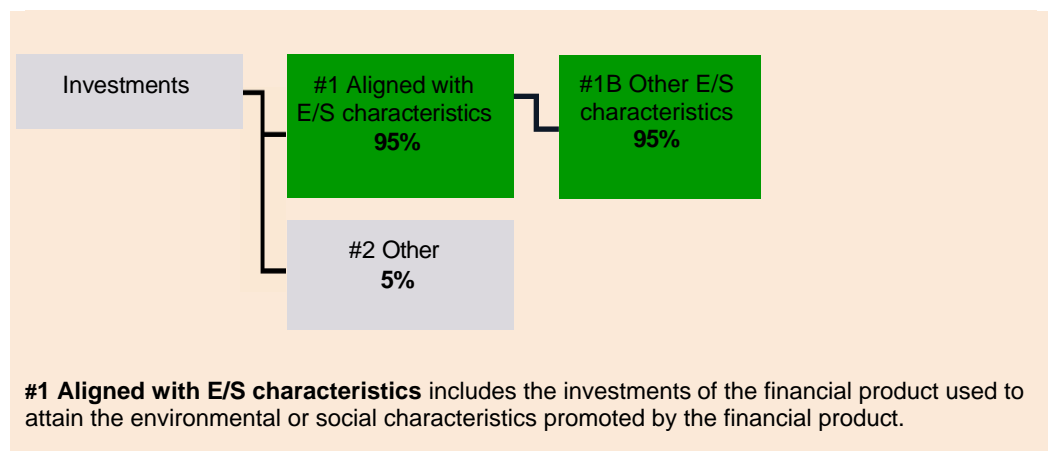 Investments
#1 Aligned with
E/S characteristics
95%
#1B Other E/S
characteristics
95%
#2 Other
5%
#1 Aligned with E/S characteristics includes the investments of the financial product used to
attain the environmental or social characteristics promoted by the financial product.